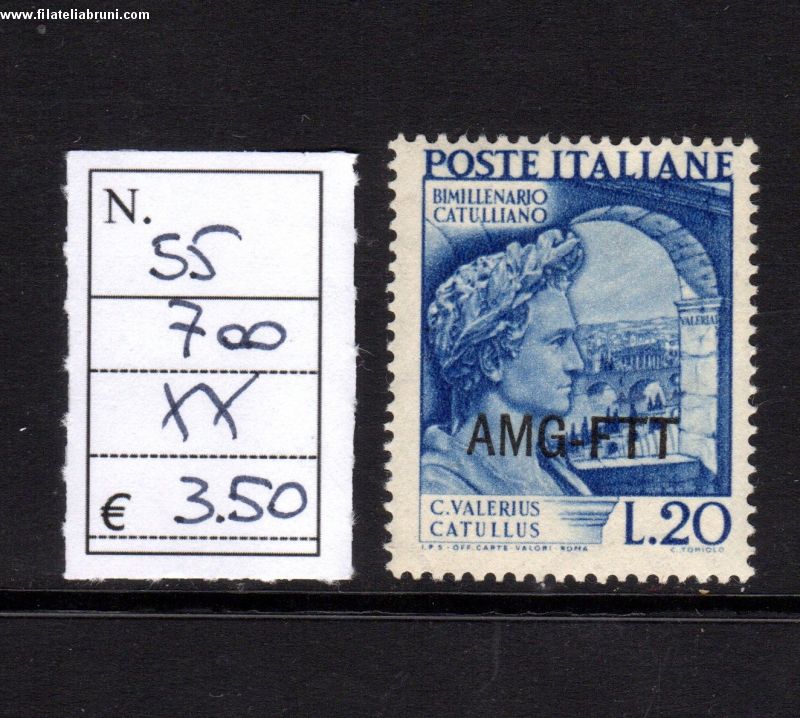 www.filateliabruni.com
N.
55
700
XX
€ 3.50
POSTE ITALIANE
BIMILLENARIO
CATULLIANO
VALERIA
AMG-FTT
C. VALERIUS
CATULLUS
L.20
I.P.S - OFF. CARTE - VALORI - ROMA
C. TOMIOLO